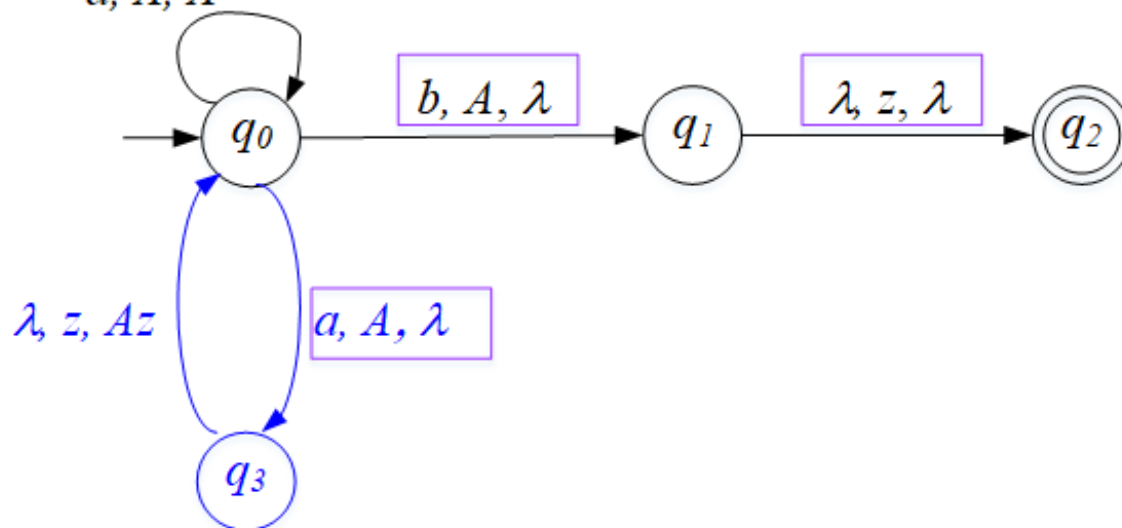 b, A, λ
λ, z, λ
q₀
q₁
q₂
λ, z, Az
a, A, λ
q₃